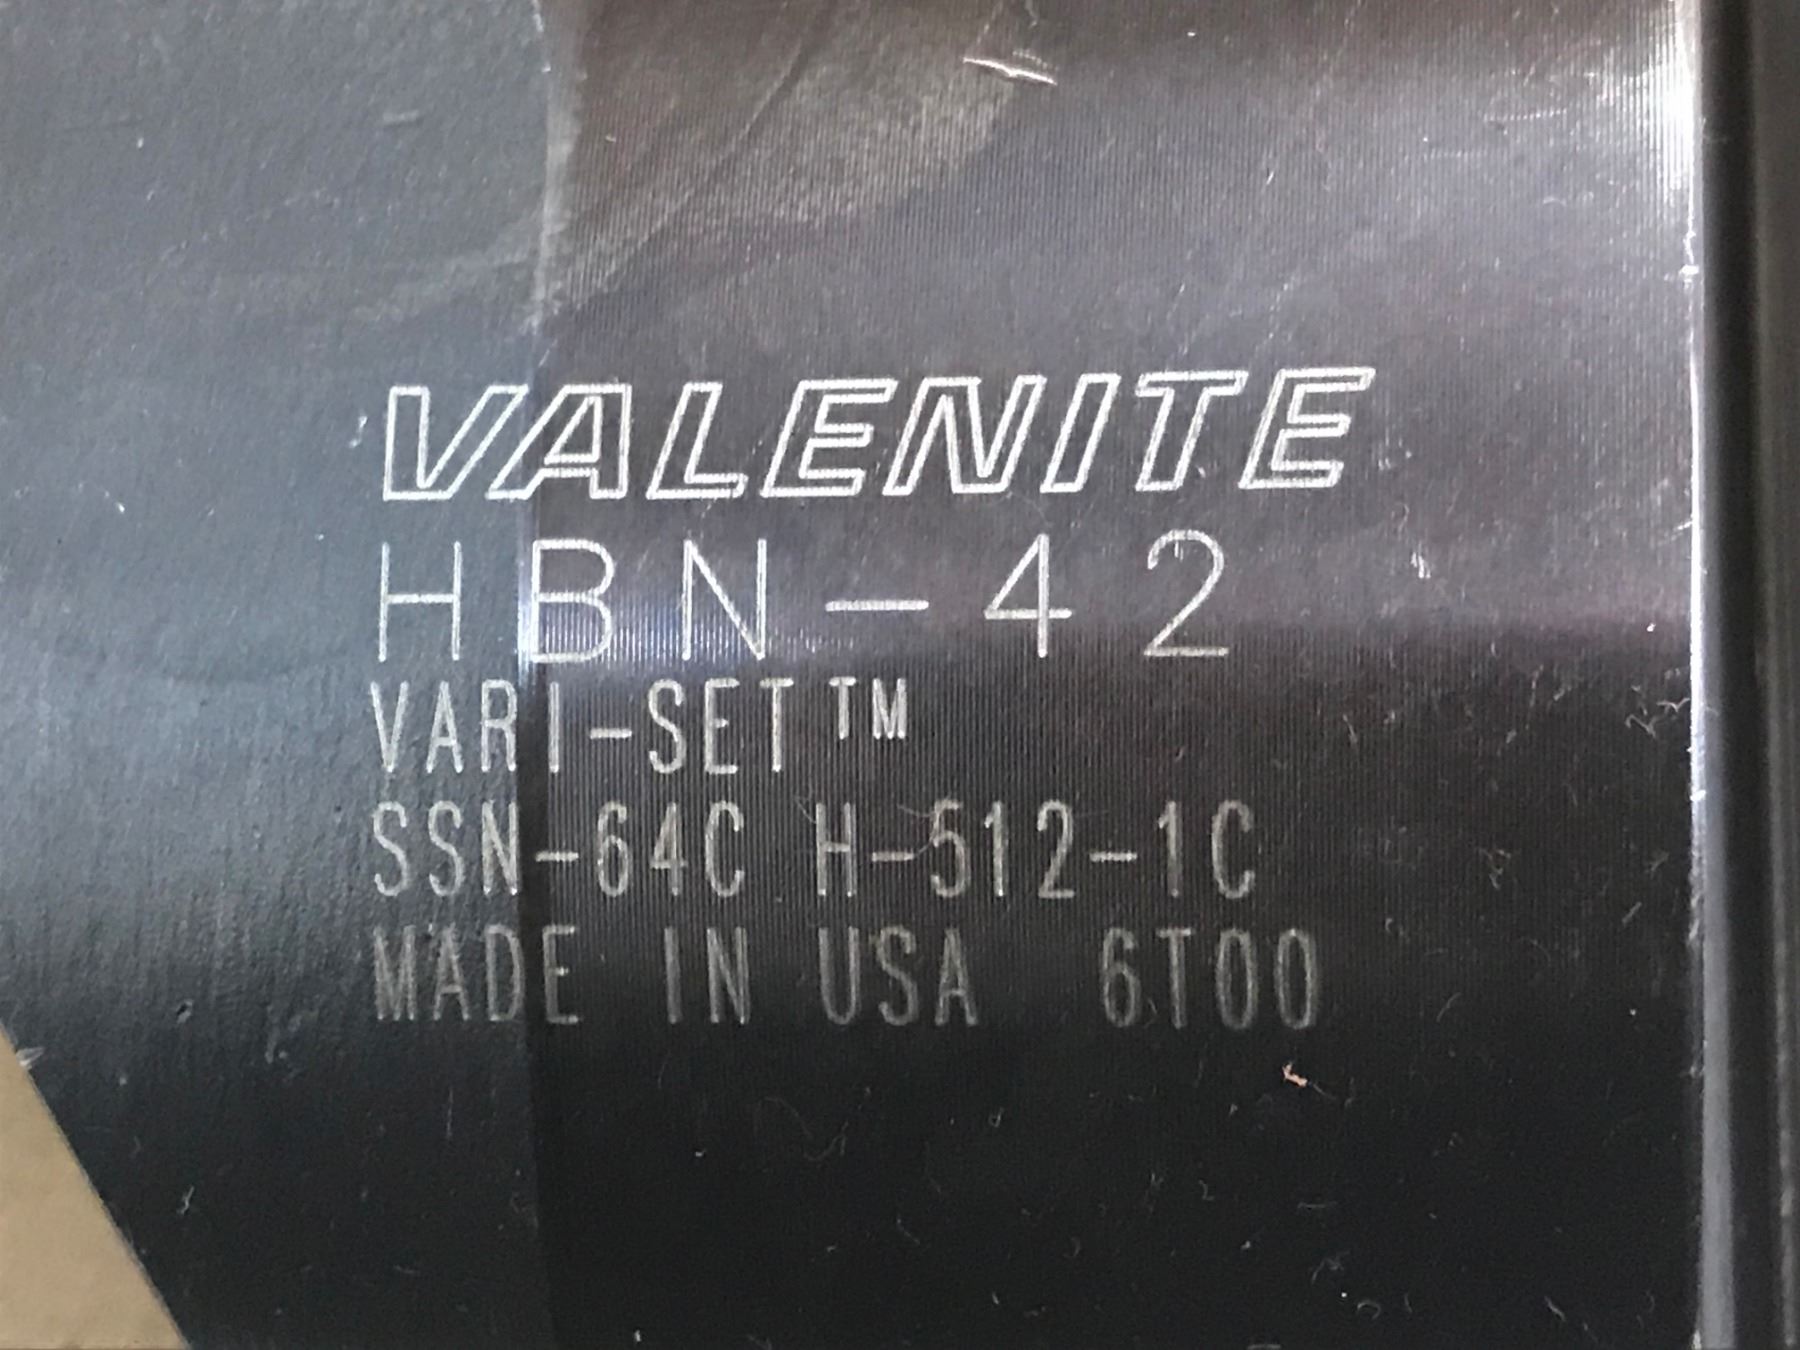 VALENITE
HBN-42
VARI-SET™
SSN-64C H-512-1C
MADE IN USA 6T00